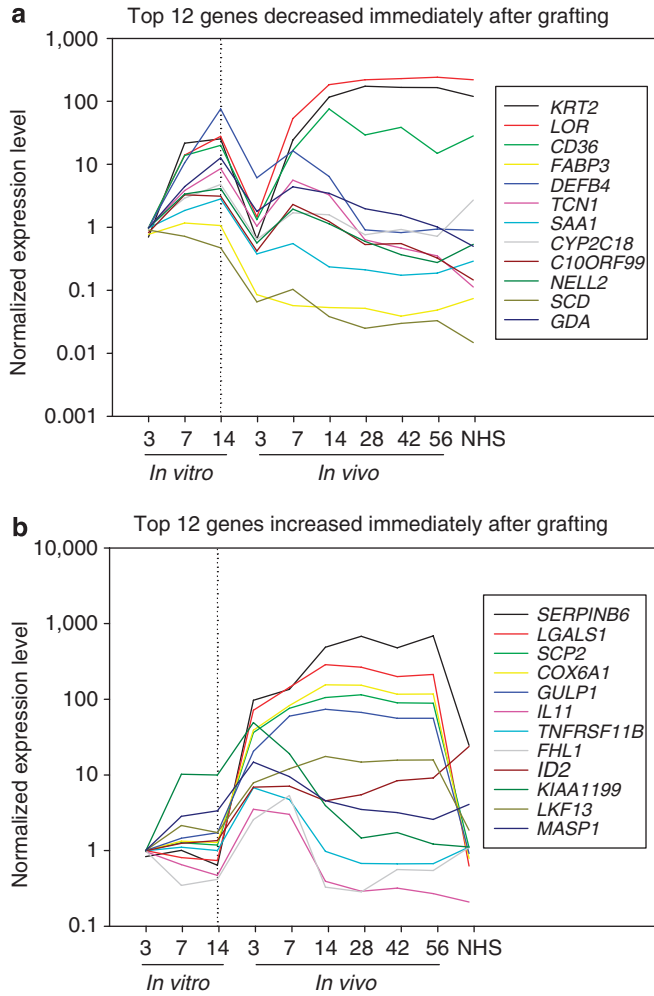 a Top 12 genes decreased immediately after grafting
Normalized expression level
1,000
100
10
1
0.1
0.01
0.001
3 7 14 3 7 14 28 42 56 NHS
In vitro In vivo
KRT2
LOR
CD36
FABP3
DEFB4
TCN1
SAA1
CYP2C18
C10ORF99
NELL2
SCD
GDA
b Top 12 genes increased immediately after grafting
Normalized expression level
10,000
1,000
100
10
1
0.1
3 7 14 3 7 14 28 42 56 NHS
In vitro In vivo
SERPINB6
LGALS1
SCP2
COX6A1
GULP1
IL11
TNFRSF11B
FHL1
ID2
KIAA1199
LKF13
MASP1